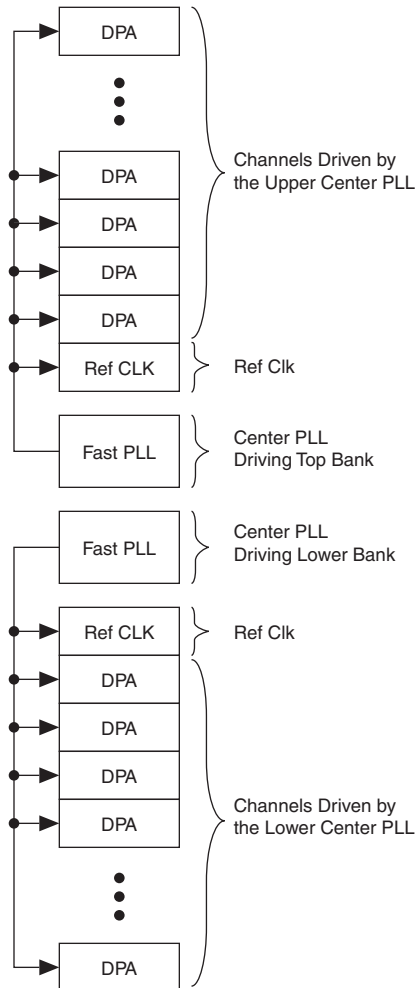 DPA
DPA
DPA
DPA
DPA
Channels Driven by
the Upper Center PLL
Ref CLK
Ref Clk
Fast PLL
Center PLL
Driving Top Bank
Fast PLL
Center PLL
Driving Lower Bank
Ref CLK
Ref Clk
DPA
DPA
DPA
DPA
Channels Driven by
the Lower Center PLL
DPA